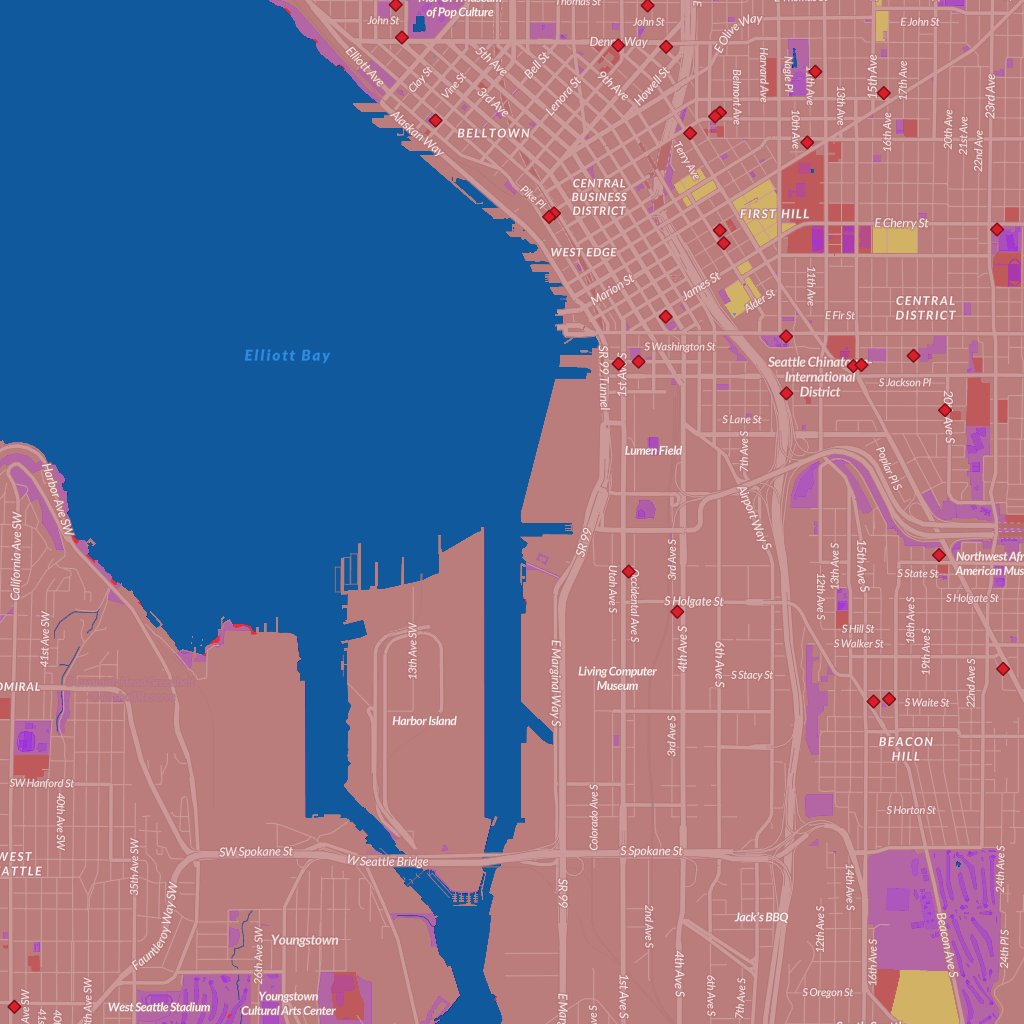 of Pop Culture
Thomas St
E Thomas St
John St
John St
E John St
Denny Way
E Olive Way
Elliott Ave
Clay St
Vine St
5th Ave
Bell St
3rd Ave
Lenora St
9th Ave
Howell St
Belmont Ave
Harvard Ave
Nagle Pl
11th Ave
10th Ave
13th Ave
15th Ave
17th Ave
16th Ave
20th Ave
21st Ave
22nd Ave
23rd Ave
Alaskan Way
BELLTOWN
Terry Ave
Pike Pl
CENTRAL
BUSINESS
DISTRICT
FIRST HILL
E Cherry St
WEST EDGE
Marion St
James St
Alder St
11th Ave
E Fir St
CENTRAL
DISTRICT
Elliott Bay
SR 99 Tunnel
1st Ave S
S Washington St
Seattle Chinatown
International
District
S Jackson Pl
20th Ave S
S Lane St
Lumen Field
7th Ave S
Poplar Pl S
Airport Way S
Harbor Ave SW
California Ave SW
SR 99
3rd Ave S
Utah Ave S
Occidental Ave S
S Holgate St
4th Ave S
6th Ave S
12th Ave S
13th Ave S
15th Ave S
S State St
Northwest Afr
American Mus
S Holgate St
18th Ave S
S Hill St
S Walker St
19th Ave S
22nd Ave S
41st Ave SW
13th Ave SW
E Marginal Way S
Living Computer
Museum
S Stacy St
DMIRAL
S Waite St
Harbor Island
3rd Ave S
BEACON
HILL
SW Hanford St
40th Ave SW
S Horton St
Colorado Ave S
WEST
ATTLE
35th Ave SW
SW Spokane St
W Seattle Bridge
S Spokane St
14th Ave S
24th Ave S
Fauntleroy Way SW
SR 99
2nd Ave S
Jack's BBQ
12th Ave S
16th Ave S
Beacon Ave S
24th Pl S
Youngstown
26th Ave SW
4th Ave S
West Seattle Stadium
Youngstown
Cultural Arts Center
1st Ave S
6th Ave S
7th Ave S
S Oregon St